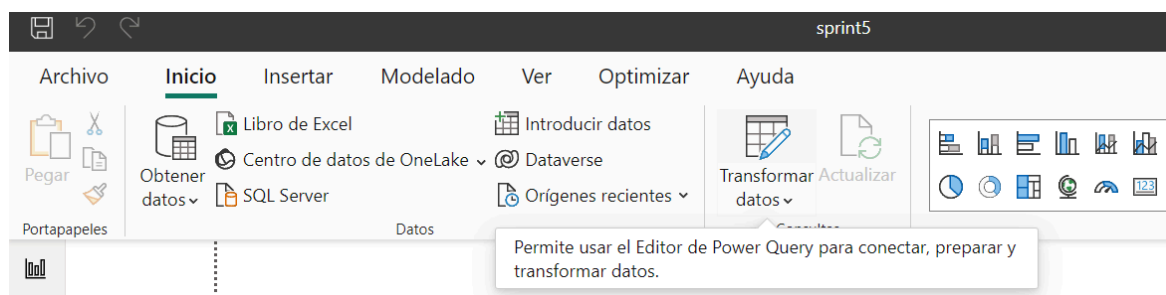 sprint5
Archivo Inicio Insertar Modelado Ver Optimizar Ayuda
Pegar
Portapapeles
Obtener
datos
Libro de Excel
Centro de datos de OneLake
SQL Server
Introducir datos
Dataverse
Orígenes recientes
Datos
Transformar
datos
Actualizar
123
Permite usar el Editor de Power Query para conectar, preparar y
transformar datos.